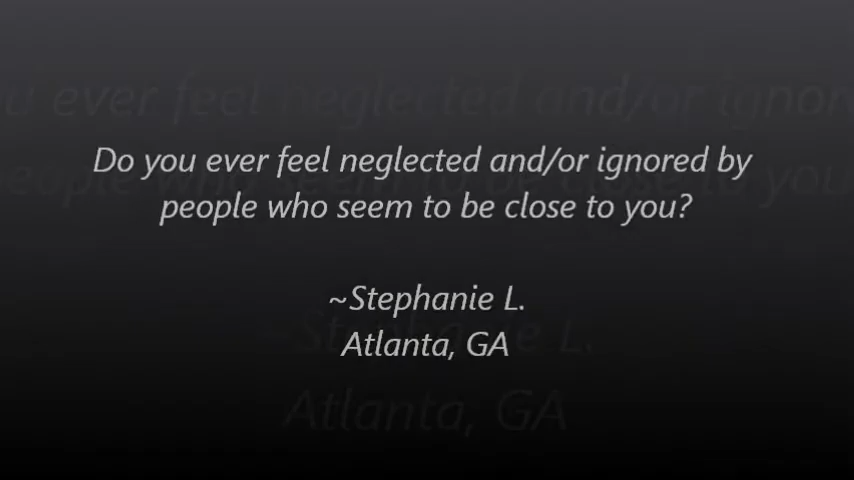 Do you ever feel neglected and/or ignored by
people who seem to be close to you?
~Stephanie L.
Atlanta, GA